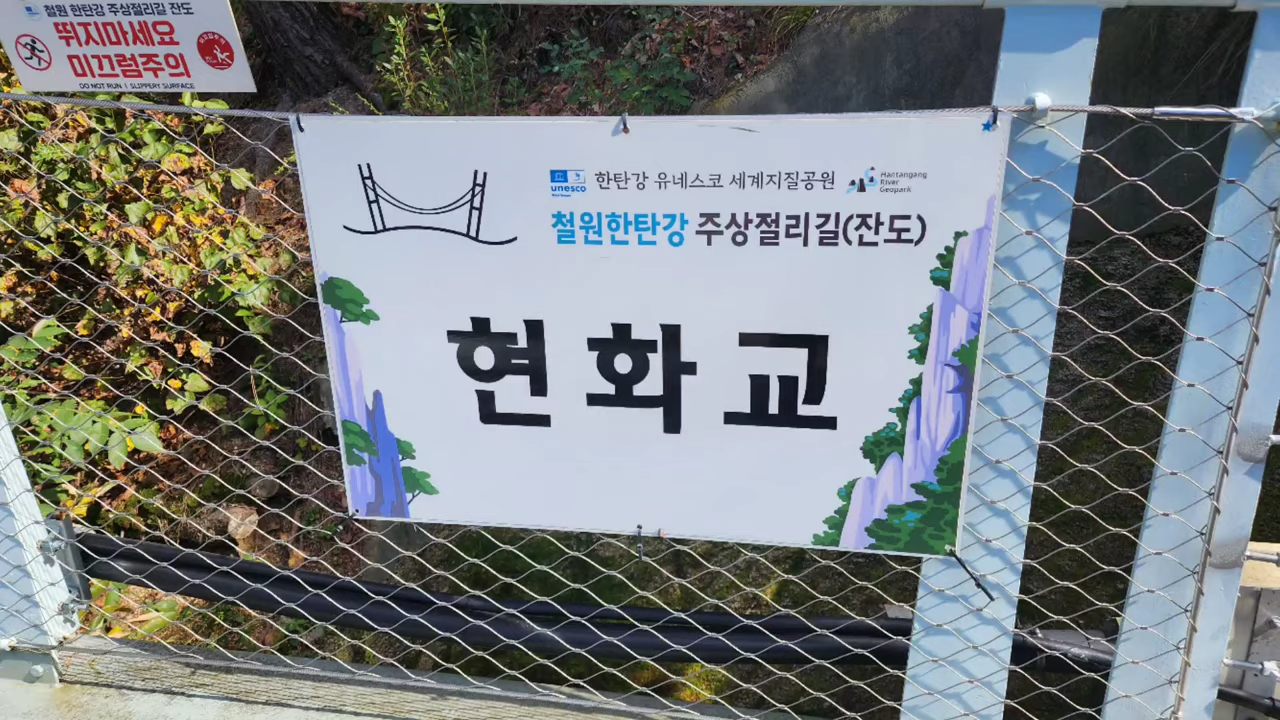 철원 한탄강 주상절리길 잔도
뛰지마세요
미끄럼주의
DO NOT RUN | SLIPPERY SURFACE
unesco
한탄강 유네스코 세계지질공원
Hantangang
River
Geopark
철원한탄강 주상절리길(잔도)
현화교